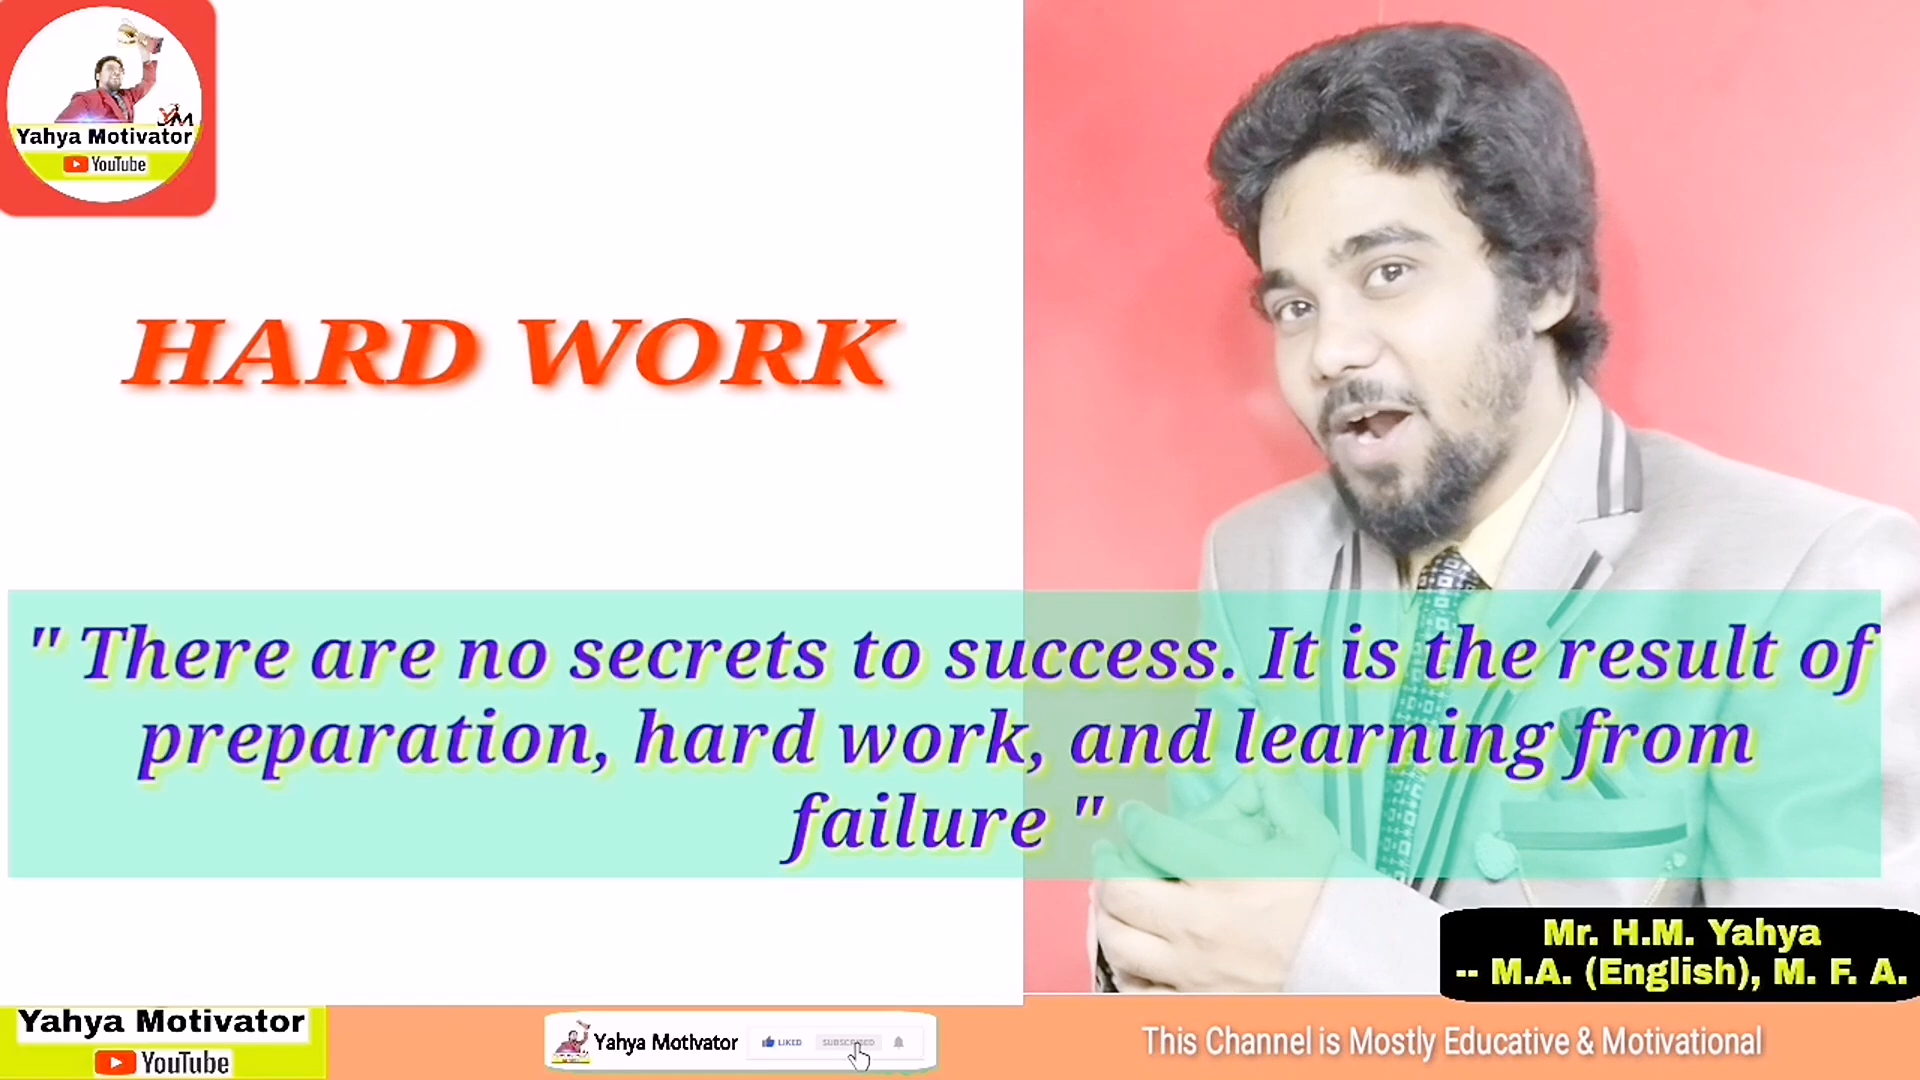 YM
Yahya Motivator
YouTube
HARD WORK
" There are no secrets to success. It is the result of
preparation, hard work, and learning from
failure "
Mr. H.M. Yahya
-- M.A. (English), M. F. A.
Yahya Motivator
YouTube
Yahya Motivator
LIKED
SUBSCRIBED
This Channel is Mostly Educative & Motivational